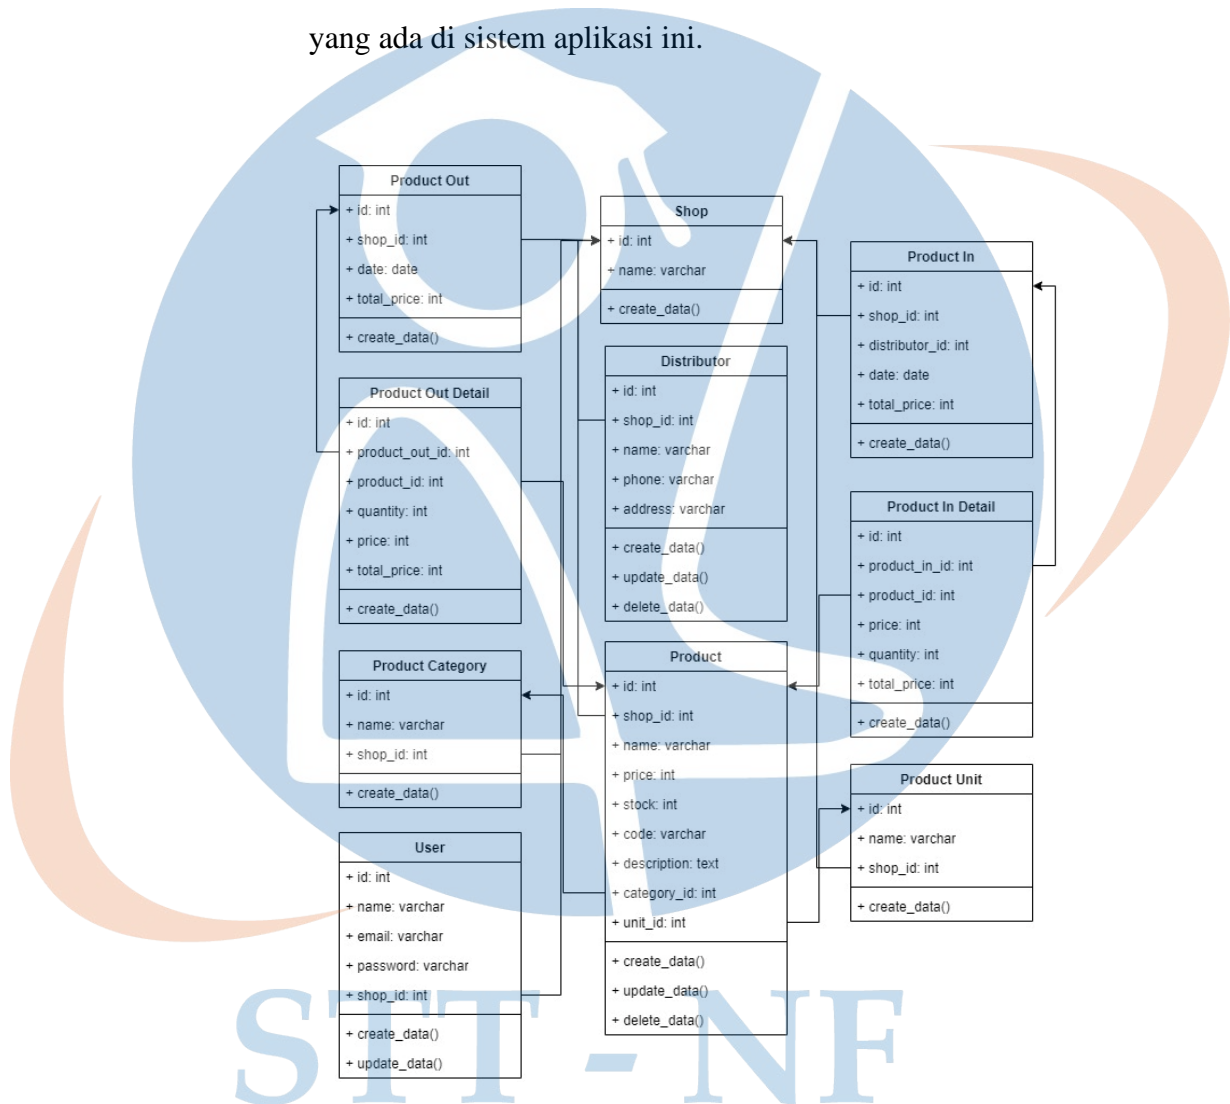 yang ada di sistem aplikasi ini.
Product Out
+ id: int
+ shop_id: int
+ date: date
+ total_price: int
+ create_data()
Product Out Detail
+ id: int
+ product_out_id: int
+ product_id: int
+ quantity: int
+ price: int
+ total_price: int
+ create_data()
Product Category
+ id: int
+ name: varchar
+ shop_id: int
+ create_data()
User
+ id: int
+ name: varchar
+ email: varchar
+ password: varchar
+ shop_id: int
+ create_data()
+ update_data()
Shop
+ id: int
+ name: varchar
+ create_data()
Distributor
+ id: int
+ shop_id: int
+ name: varchar
+ phone: varchar
+ address: varchar
+ create_data()
+ update_data()
+ delete_data()
Product
+ id: int
+ shop_id: int
+ name: varchar
+ price: int
+ stock: int
+ code: varchar
+ description: text
+ category_id: int
+ unit_id: int
+ create_data()
+ update_data()
+ delete_data()
Product In
+ id: int
+ shop_id: int
+ distributor_id: int
+ date: date
+ total_price: int
+ create_data()
Product In Detail
+ id: int
+ product_in_id: int
+ product_id: int
+ price: int
+ quantity: int
+ total_price: int
+ create_data()
Product Unit
+ id: int
+ name: varchar
+ shop_id: int
+ create_data()
STT - NF